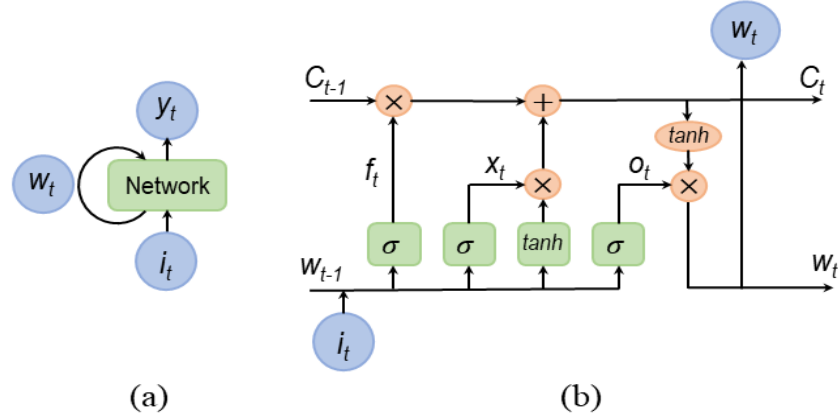 y_t
w_t
Network
i_t
(a)
w_t
C_{t-1}
×
+
C_t
tanh
f_t
x_t
×
o_t
×
σ
σ
tanh
σ
w_{t-1}
w_t
i_t
(b)